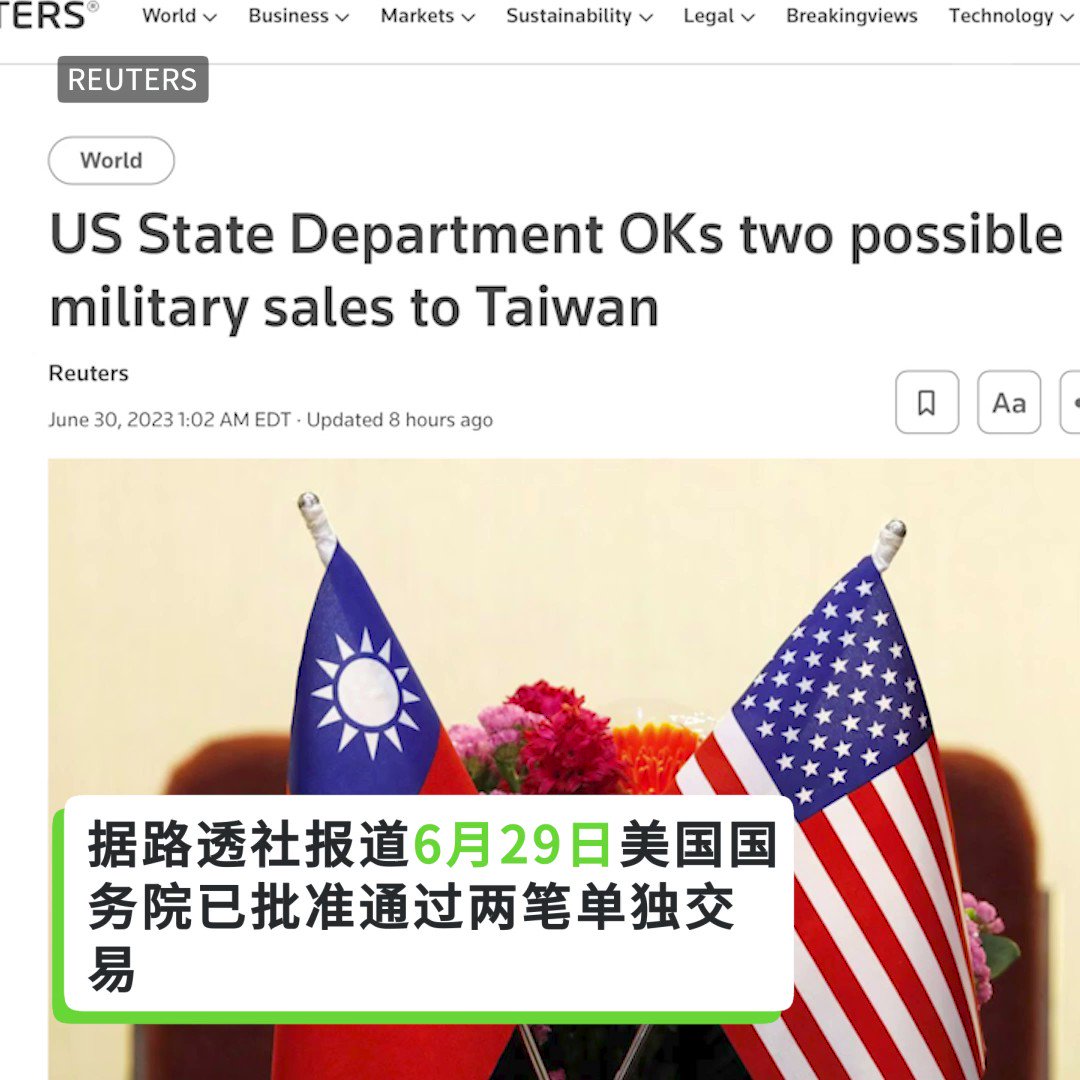 TERS®
World Business Markets Sustainability Legal Breakingviews Technology
REUTERS
World
US State Department OKs two possible
military sales to Taiwan
Reuters
June 30, 2023 1:02 AM EDT · Updated 8 hours ago
Aa
据路透社报道6月29日美国国
务院已批准通过两笔单独交
易